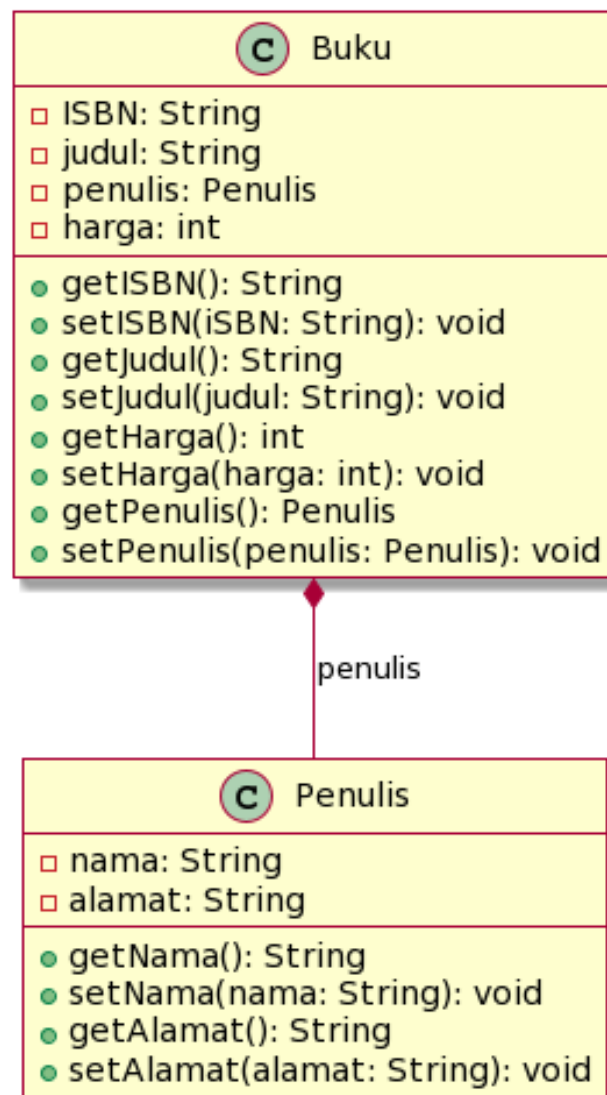 C Buku
ISBN: String
judul: String
penulis: Penulis
harga: int
getISBN(): String
setISBN(iSBN: String): void
getJudul(): String
setJudul(judul: String): void
getHarga(): int
setHarga(harga: int): void
getPenulis(): Penulis
setPenulis(penulis: Penulis): void
penulis
C Penulis
nama: String
alamat: String
getNama(): String
setNama(nama: String): void
getAlamat(): String
setAlamat(alamat: String): void